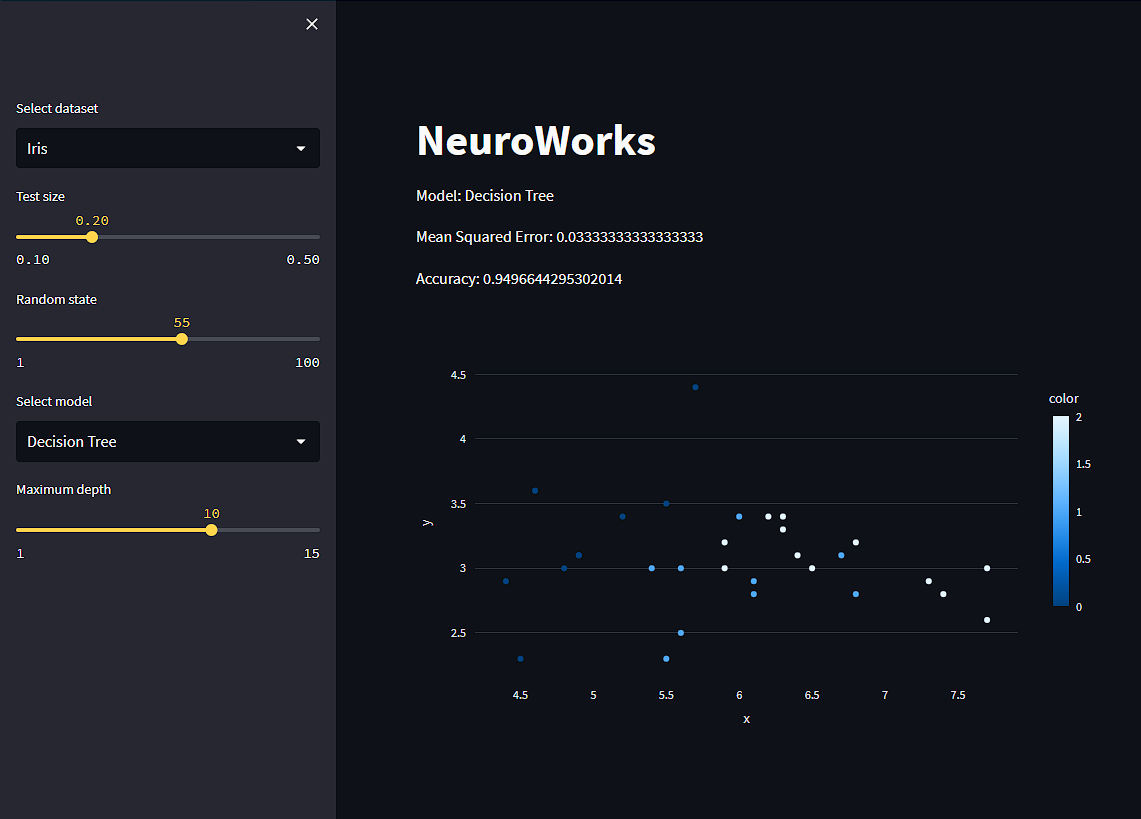 Select dataset
Iris
Test size
0.20
0.10 0.50
Random state
55
1 100
Select model
Decision Tree
Maximum depth
10
1 15
NeuroWorks
Model: Decision Tree
Mean Squared Error: 0.03333333333333333
Accuracy: 0.9496644295302014
4.5
4
3.5
3
2.5
y
4.5 5 5.5 6 6.5 7 7.5
x
color
2
1.5
1
0.5
0